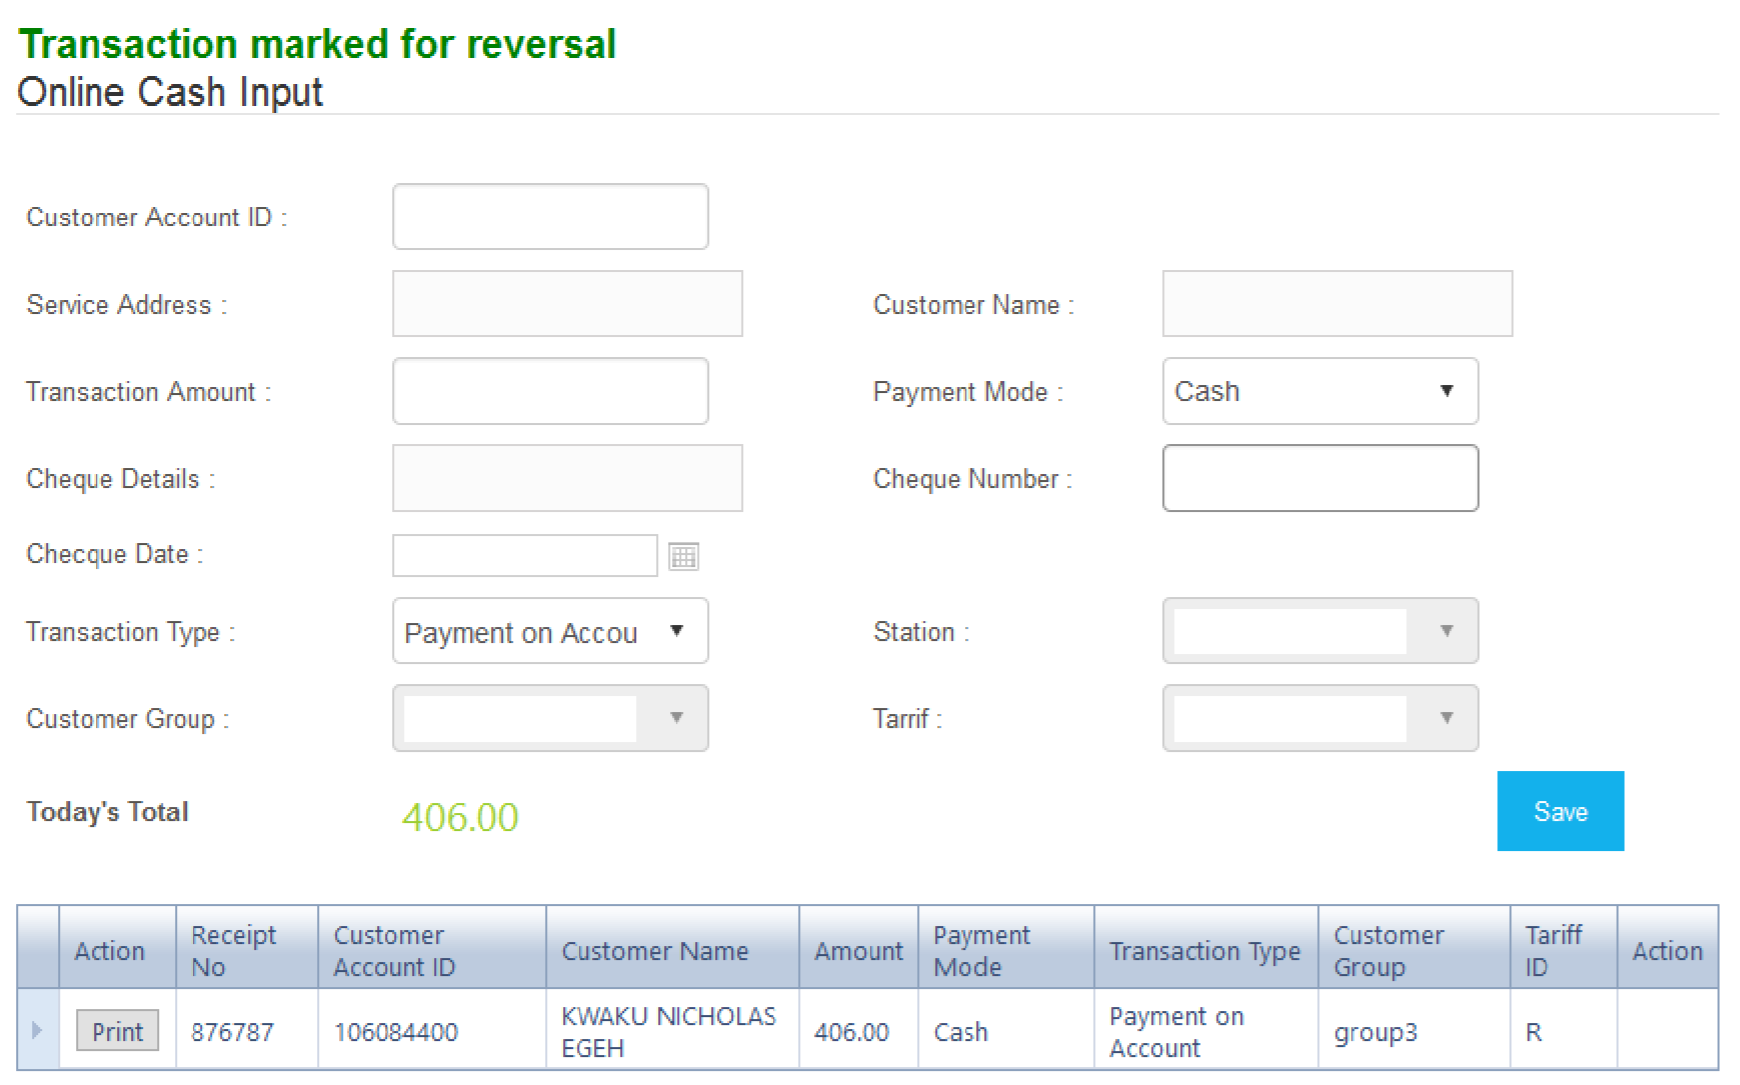 Transaction marked for reversal
Online Cash Input
Customer Account ID :
Service Address :
Customer Name :
Transaction Amount :
Payment Mode :
Cash
Cheque Details :
Cheque Number :
Checque Date :
Transaction Type :
Payment on Accou
Station :
Customer Group :
Tarrif :
Today's Total
406.00
Save
Action
Receipt
No
Customer
Account ID
Customer Name
Amount
Payment
Mode
Transaction Type
Customer
Group
Tariff
ID
Action
Print
876787
106084400
KWAKU NICHOLAS
EGEH
406.00
Cash
Payment on
Account
group3
R